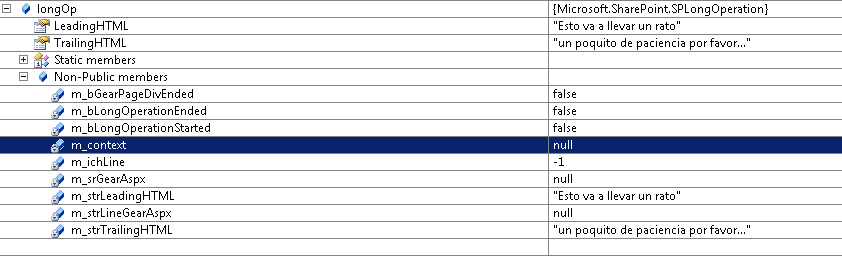 longOp {Microsoft.SharePoint.SPLongOperation}
LeadingHTML "Esto va a llevar un rato"
TrailingHTML "un poquito de paciencia por favor..."
Static members
Non-Public members
m_bGearPageDivEnded false
m_bLongOperationEnded false
m_bLongOperationStarted false
m_context null
m_ichLine -1
m_srGearAspx null
m_strLeadingHTML "Esto va a llevar un rato"
m_strLineGearAspx null
m_strTrailingHTML "un poquito de paciencia por favor..."